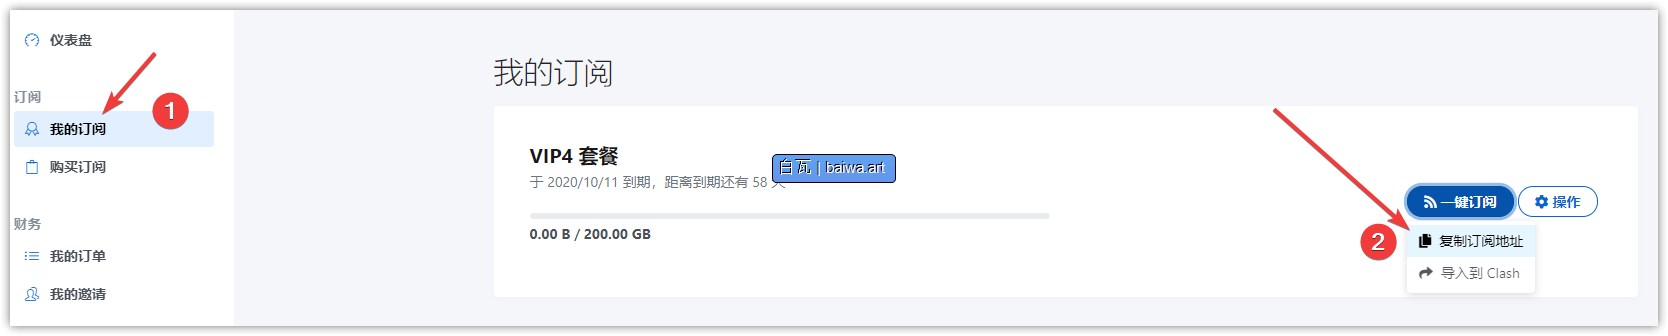 仪表盘
订阅
1
我的订阅
购买订阅
财务
我的订单
我的邀请
我的订阅
VIP4 套餐
于 2020/10/11 到期，距离到期还有 58 天
白瓦 | baiwa.art
0.00 B / 200.00 GB
一键订阅
操作
2
复制订阅地址
导入到 Clash